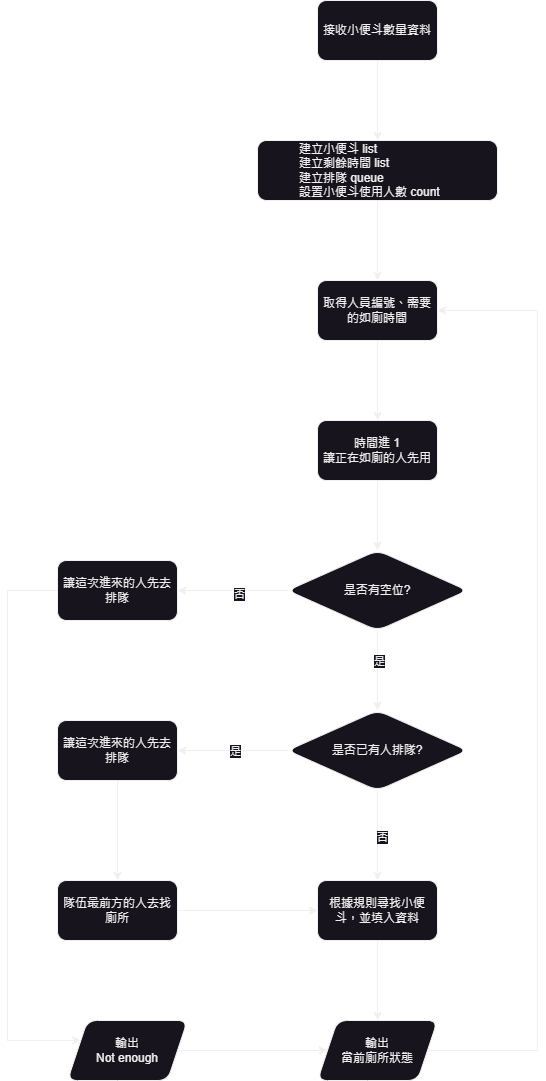 接收小便斗數量資料
建立小便斗 list
建立剩餘時間 list
建立排隊 queue
設置小便斗使用人數 count
取得人員編號、需要
的如廁時間
時間進 1
讓正在如廁的人先用
是否有空位?
否
讓這次進來的人先去
排隊
是
是否已有人排隊?
是
讓這次進來的人先去
排隊
否
隊伍最前方的人去找
廁所
根據規則尋找小便
斗，並填入資料
輸出
Not enough
輸出
當前廁所狀態